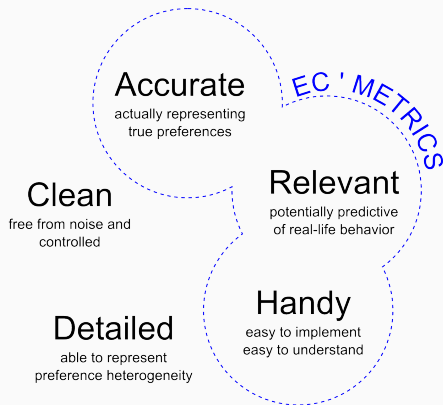 EC ' METRICS
Accurate
actually representing
true preferences
Clean
free from noise and
controlled
Relevant
potentially predictive
of real-life behavior
Handy
easy to implement
easy to understand
Detailed
able to represent
preference heterogeneity